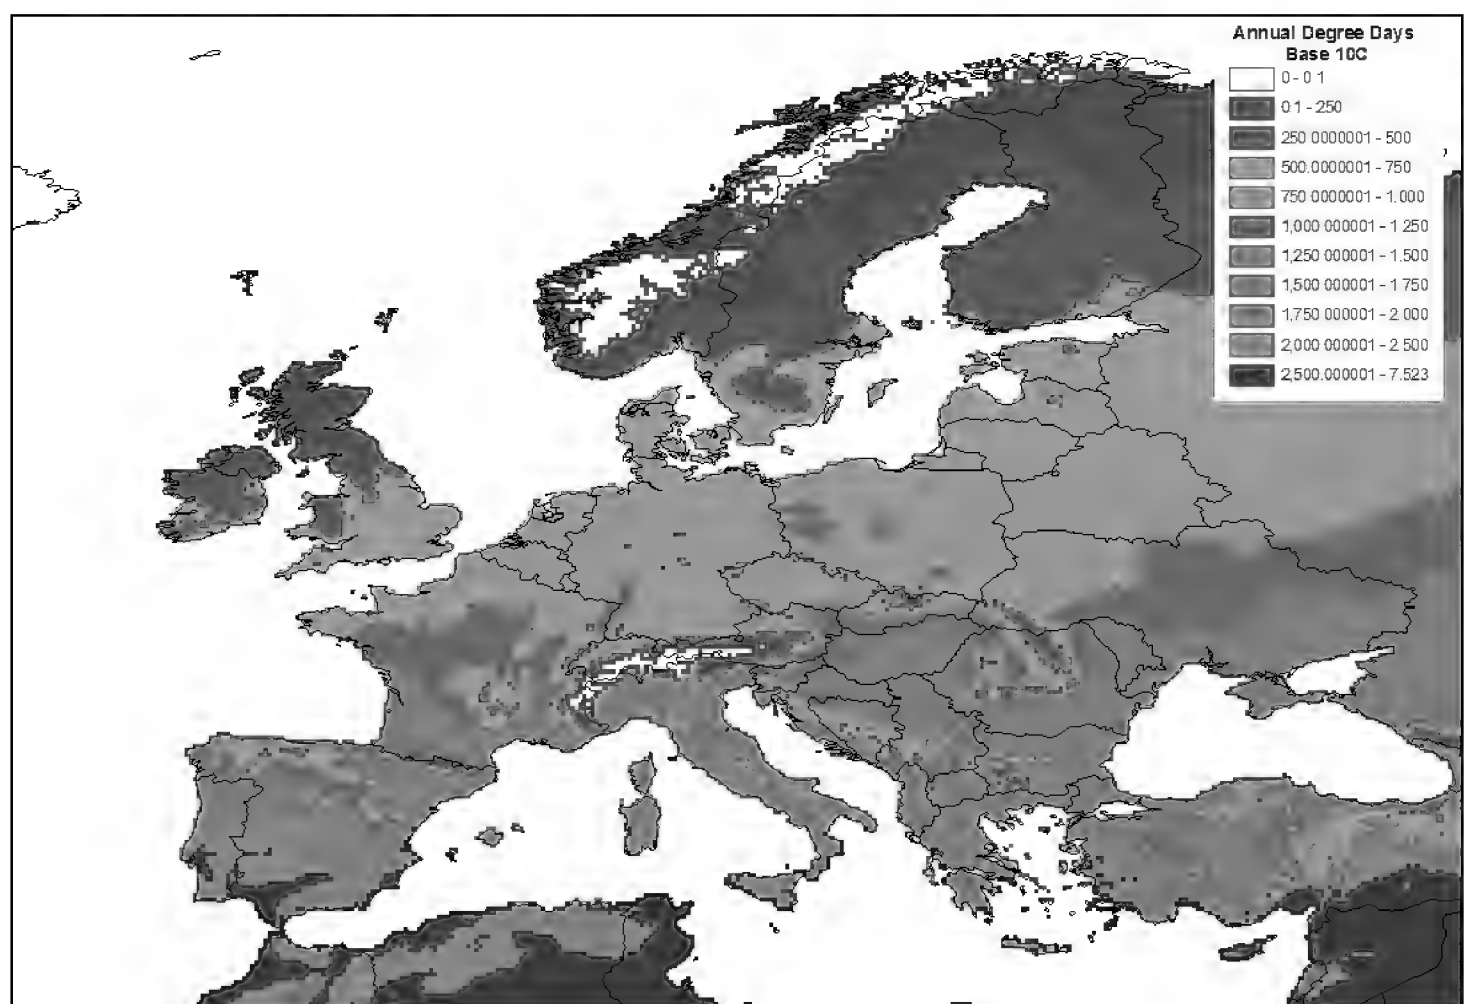 Annual Degree Days
Base 10C
0 - 0 1
0 1 - 250
250 0000001 - 500
500.0000001 - 750
750 0000001 - 1.000
1,000 000001 - 1 250
1,250 000001 - 1.500
1,500 000001 - 1 750
1,750 000001 - 2 000
2,000 000001 - 2 500
2,500.000001 - 7.523